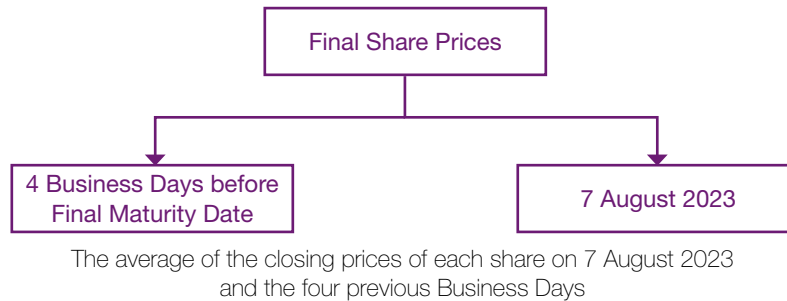 Final Share Prices
4 Business Days before
Final Maturity Date
7 August 2023
The average of the closing prices of each share on 7 August 2023
and the four previous Business Days